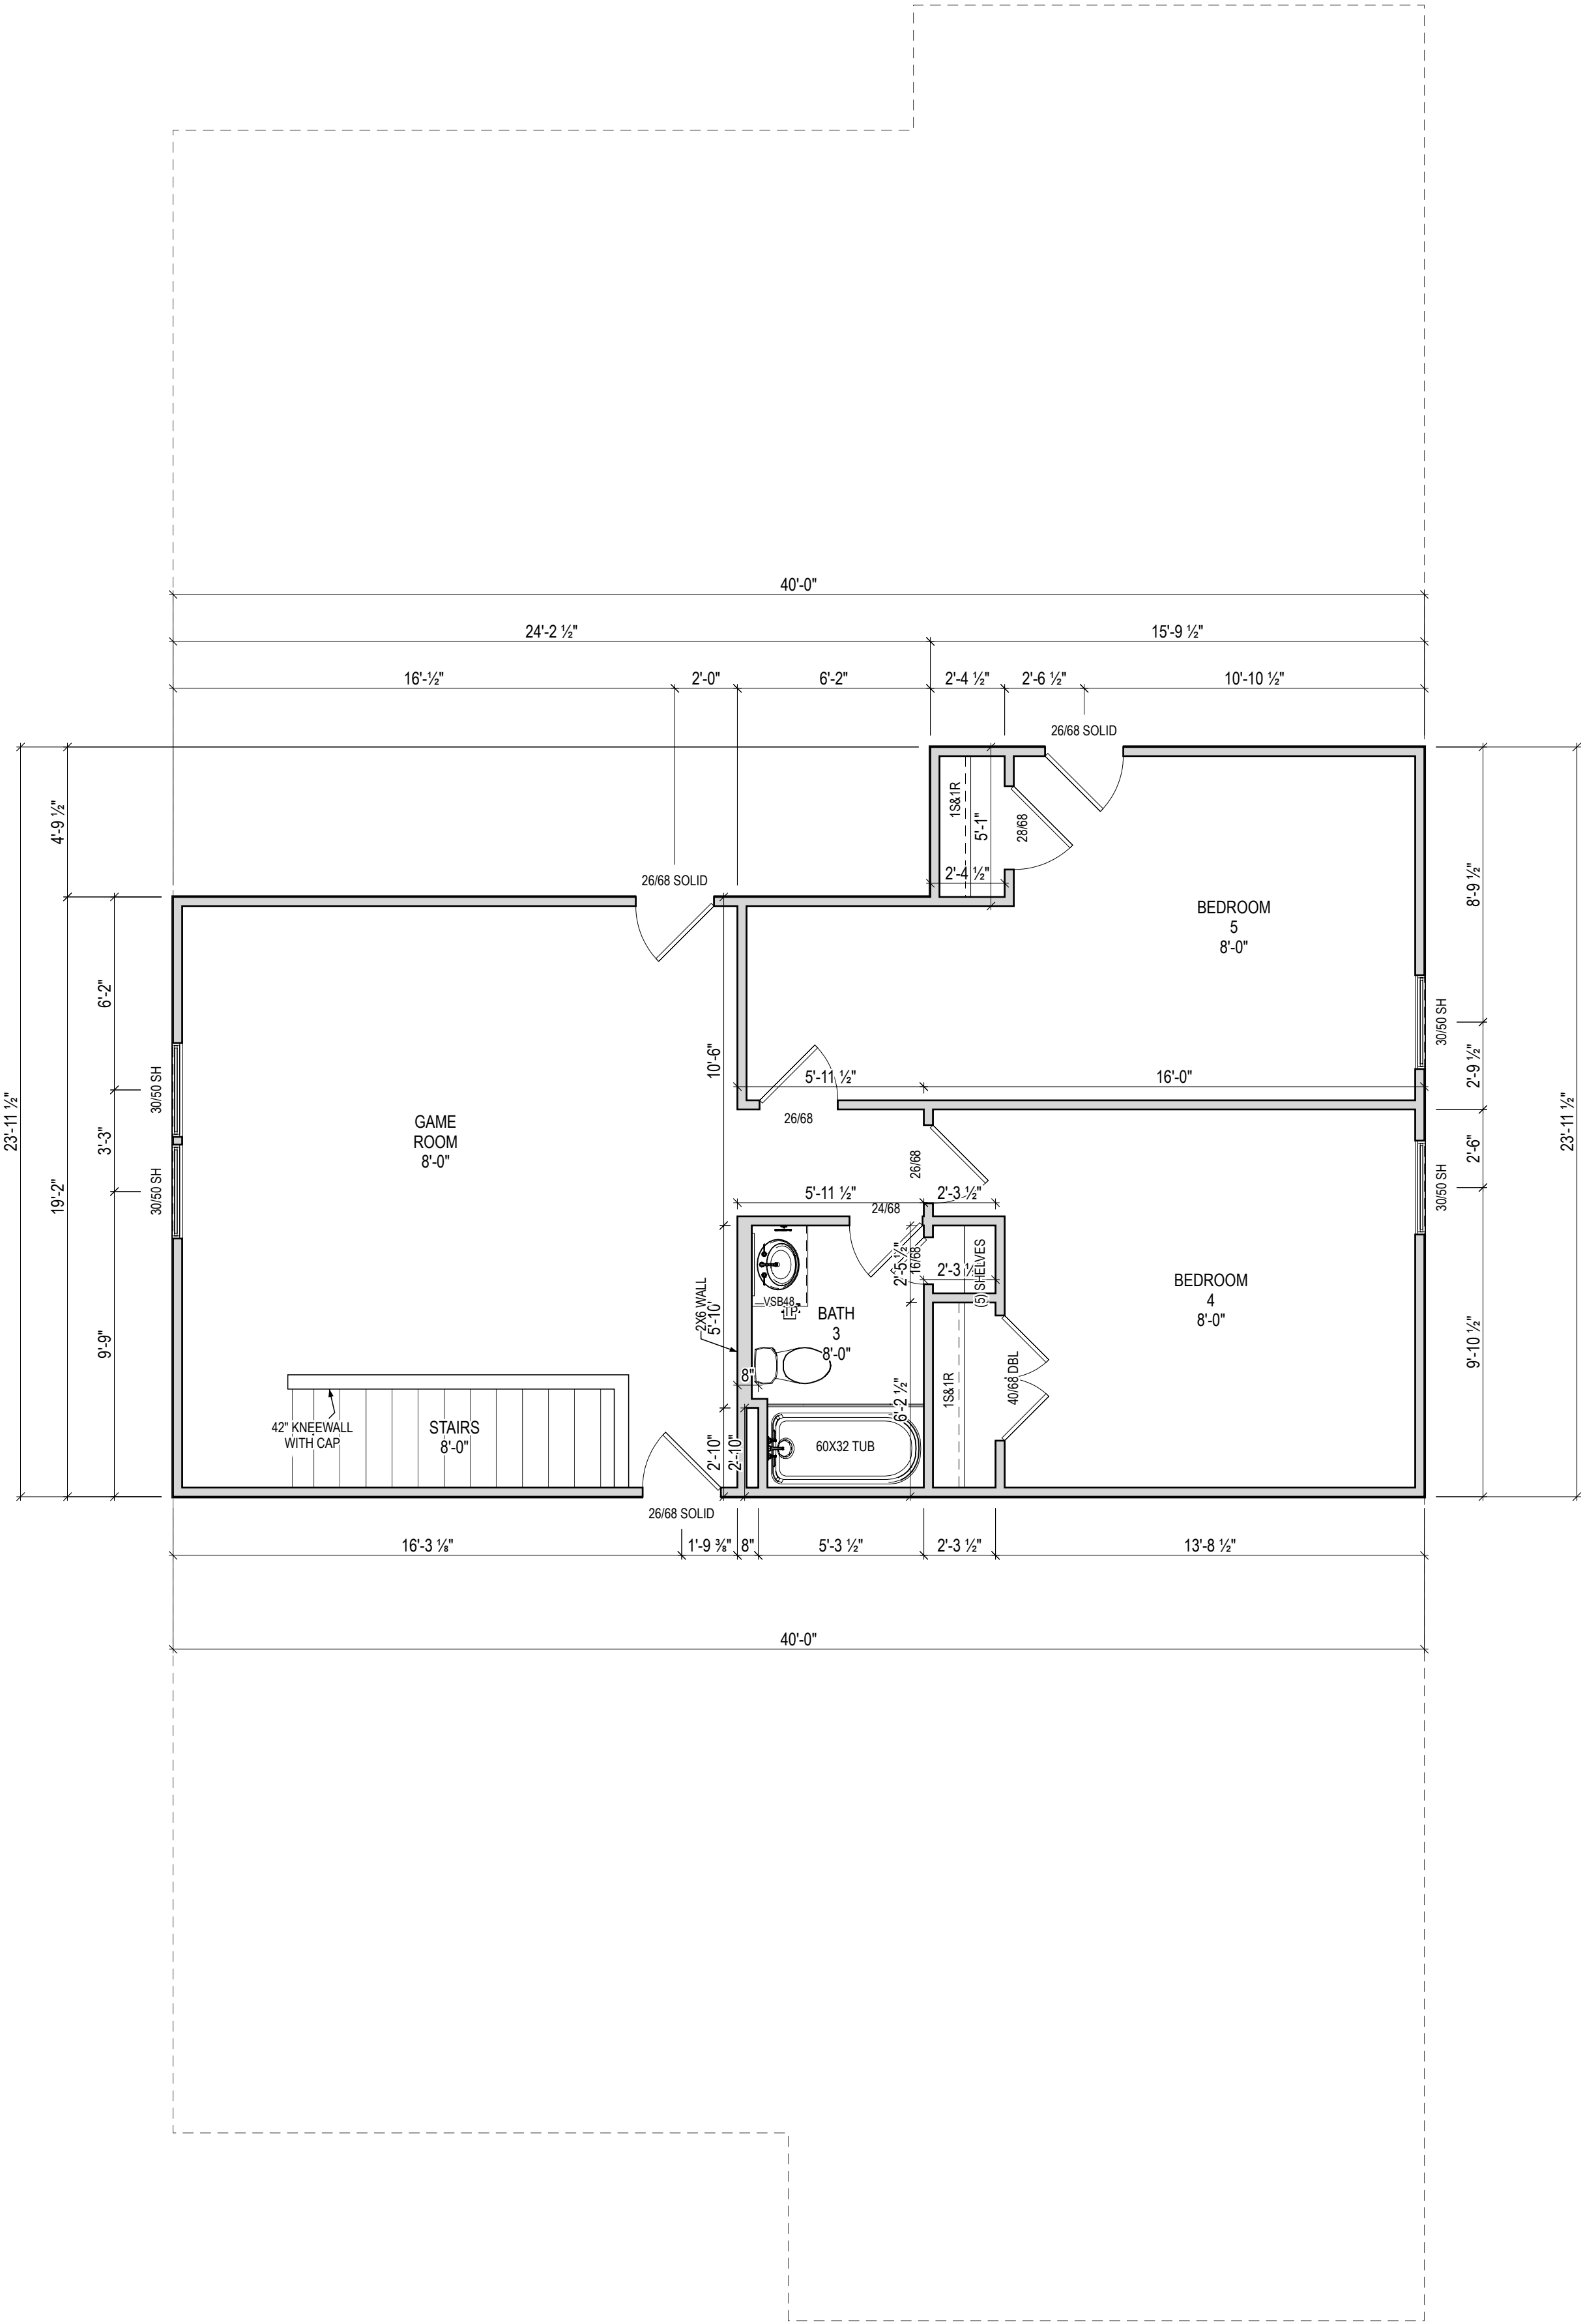 40'-0"
24'-2 ½"
15'-9 ½"
16'-½"
2'-0"
6'-2"
2'-4 ½"
2'-6 ½"
10'-10 ½"
26/68 SOLID
1S&1R
5'-1"
28/68
2'-4 ½"
26/68 SOLID
4'-9 ½"
8'-9 ½"
BEDROOM
5
8'-0"
6'-2"
30/50 SH
10'-6"
5'-11 ½"
16'-0"
30/50 SH
2'-9 ½"
23'-11 ½"
23'-11 ½"
GAME
ROOM
8'-0"
26/68
3'-3"
26/68
2'-6"
30/50 SH
19'-2"
30/50 SH
5'-11 ½"
2'-3 ½"
24/68
2'-5 ½"
16/68
2'-3 ½"
(5) SHELVES
BEDROOM
4
8'-0"
VSB48
TP
2X6 WALL
5'-10"
BATH
3
8'-0"
9'-9"
9'-10 ½"
8"
1S&1R
40/68 DBL
6'-2 ½"
42" KNEEWALL
WITH CAP
STAIRS
8'-0"
2'-10"
2'-10"
60X32 TUB
26/68 SOLID
16'-3 ⅛"
1'-9 ⅜"
8"
5'-3 ½"
2'-3 ½"
13'-8 ½"
40'-0"